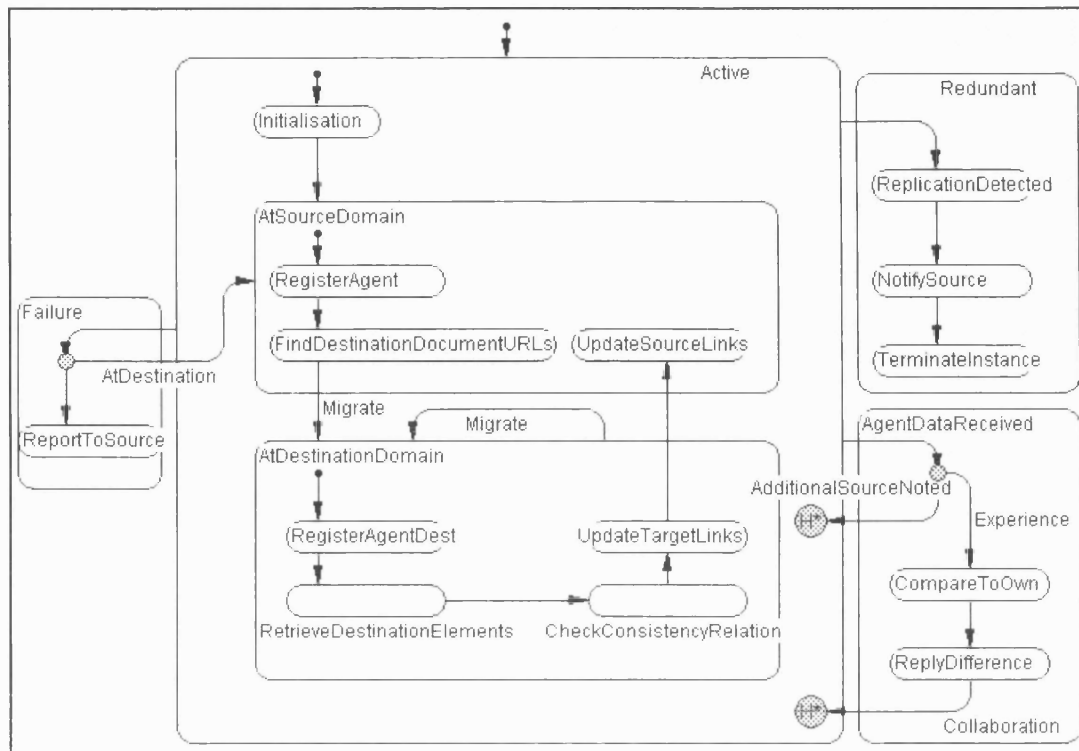 Active
Redundant
Initialisation
ReplicationDetected
AtSourceDomain
RegisterAgent
NotifySource
Failure
FindDestinationDocumentURLs
UpdateSourceLinks
TerminateInstance
AtDestination
Migrate
Migrate
AgentDataReceived
ReportToSource
AtDestinationDomain
AdditionalSourceNoted
H*
Experience
RegisterAgentDest
UpdateTargetLinks
CompareToOwn
RetrieveDestinationElements
CheckConsistencyRelation
ReplyDifference
H*
Collaboration